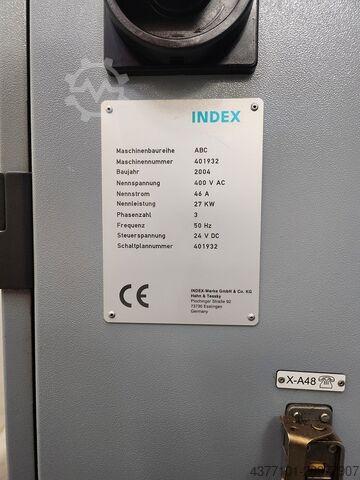 INDEX
Maschinenbaureihe ABC
Maschinennummer 401932
Baujahr 2004
Nennspannung 400 V AC
Nennstrom 46 A
Nennleistung 27 KW
Phasenzahl 3
Frequenz 50 Hz
Steuerspannung 24 V DC
Schaltplannummer 401932
CE
INDEX-Werke GmbH & Co. KG
Hahn & Tessky
Plochinger Straße 92
73730 Esslingen
Germany
X-A48